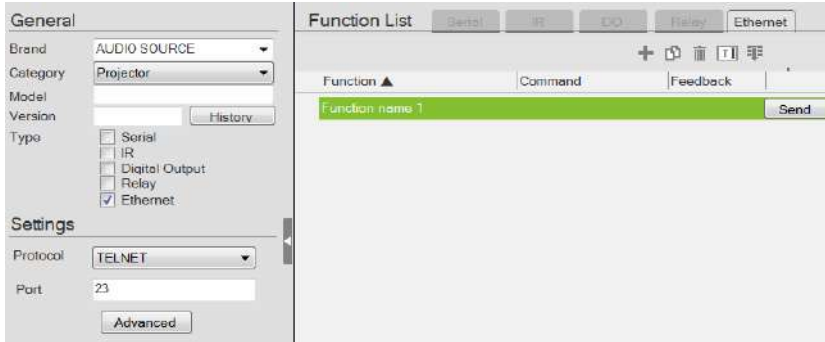 General
Brand AUDIO SOURCE
Category Projector
Model
Version History
Type Serial
IR
Digital Output
Relay
Ethernet
Settings
Protocol TELNET
Port 23
Advanced
Function List Serial IR DO Relay Ethernet
Function ▲ Command Feedback
Function name 1 Send